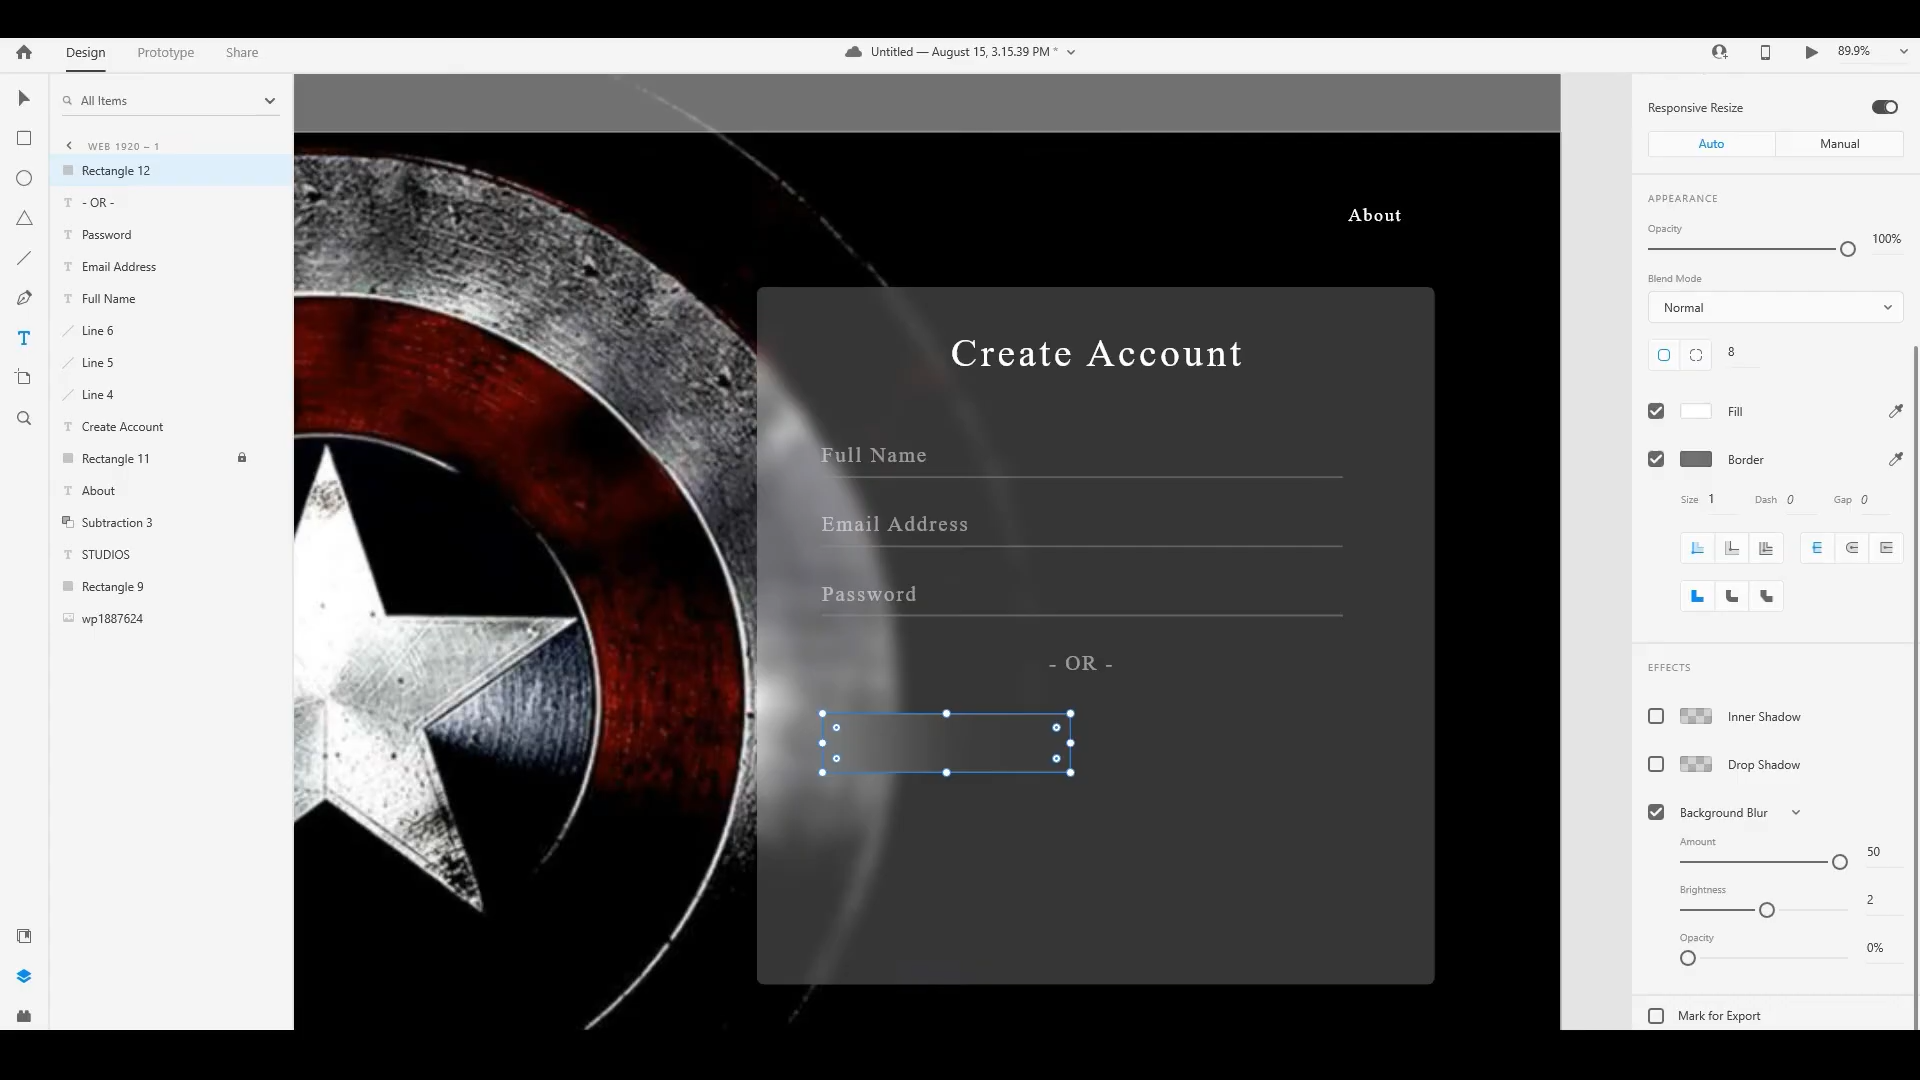 Design
Prototype
Share
Untitled — August 15, 3.15.39 PM *
89.9%
All Items
WEB 1920 – 1
Rectangle 12
- OR -
Password
Email Address
Full Name
Line 6
Line 5
Line 4
Create Account
Rectangle 11
About
Subtraction 3
STUDIOS
Rectangle 9
wp1887624
About
Create Account
Full Name
Email Address
Password
- OR -
Responsive Resize
Auto
Manual
APPEARANCE
Opacity
100%
Blend Mode
Normal
8
Fill
Border
Size 1 Dash 0 Gap 0
EFFECTS
Inner Shadow
Drop Shadow
Background Blur
Amount
50
Brightness
2
Opacity
0%
Mark for Export